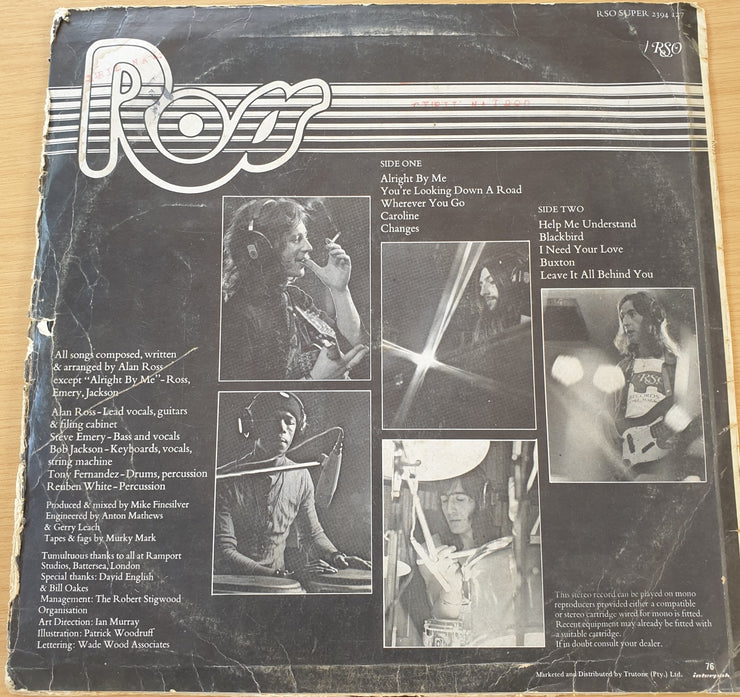 RSO SUPER 2394 127
RSO
Ross
SIDE ONE
Alright By Me
You're Looking Down A Road
Wherever You Go
Caroline
Changes
SIDE TWO
Help Me Understand
Blackbird
I Need Your Love
Buxton
Leave It All Behind You
All songs composed, written
& arranged by Alan Ross
except "Alright By Me"-Ross,
Emery, Jackson
Alan Ross-Lead vocals, guitars
& filing cabinet
Steve Emery-Bass and vocals
Bob Jackson-Keyboards, vocals,
string machine
Tony Fernandez-Drums, percussion
Reuben White-Percussion
Produced & mixed by Mike Finesilver
Engineered by Anton Mathews
& Gerry Leach
Tapes & fags by Murky Mark
Tumultuous thanks to all at Ramport
Studios, Battersea, London
Special thanks: David English
& Bill Oakes
Management: The Robert Stigwood
Organisation
Art Direction: Ian Murray
Illustration: Patrick Woodruff
Lettering: Wade Wood Associates
RSO
RECORDS
This stereo record can be played on mono
reproducers provided either a compatible
or stereo cartridge wired for mono is fitted.
Recent equipment may already be fitted with
a suitable cartridge.
If in doubt consult your dealer.
Marketed and Distributed by Trutone (Pty.) Ltd.
76
interpak